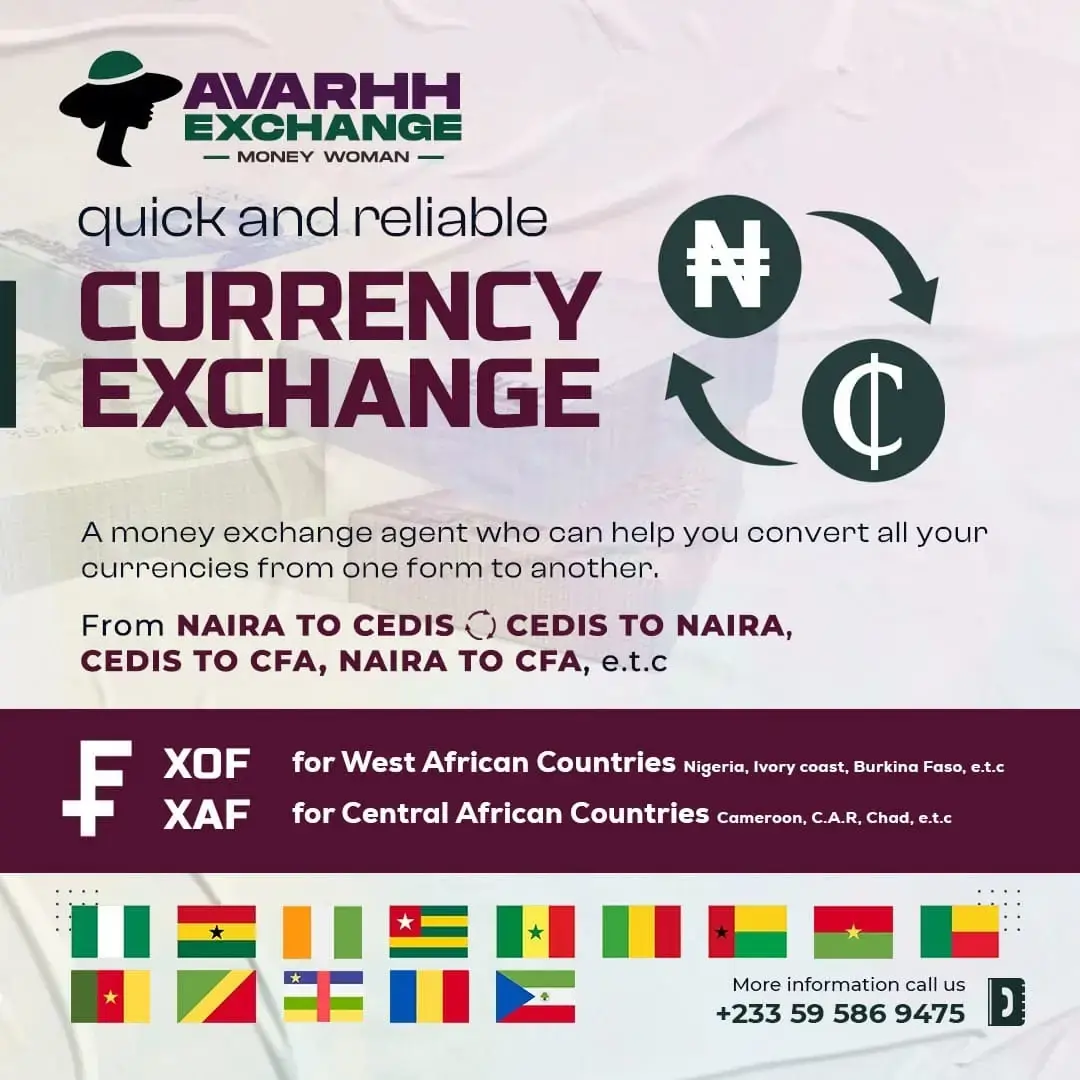 AVARHH
EXCHANGE
MONEY WOMAN
quick and reliable
CURRENCY
EXCHANGE
₦
₵
A money exchange agent who can help you convert all your
currencies from one form to another.
From NAIRA TO CEDIS CEDIS TO NAIRA,
CEDIS TO CFA, NAIRA TO CFA, e.t.c
XOF for West African Countries Nigeria, Ivory coast, Burkina Faso, e.t.c
XAF for Central African Countries Cameroon, C.A.R, Chad, e.t.c
More information call us
+233 59 586 9475